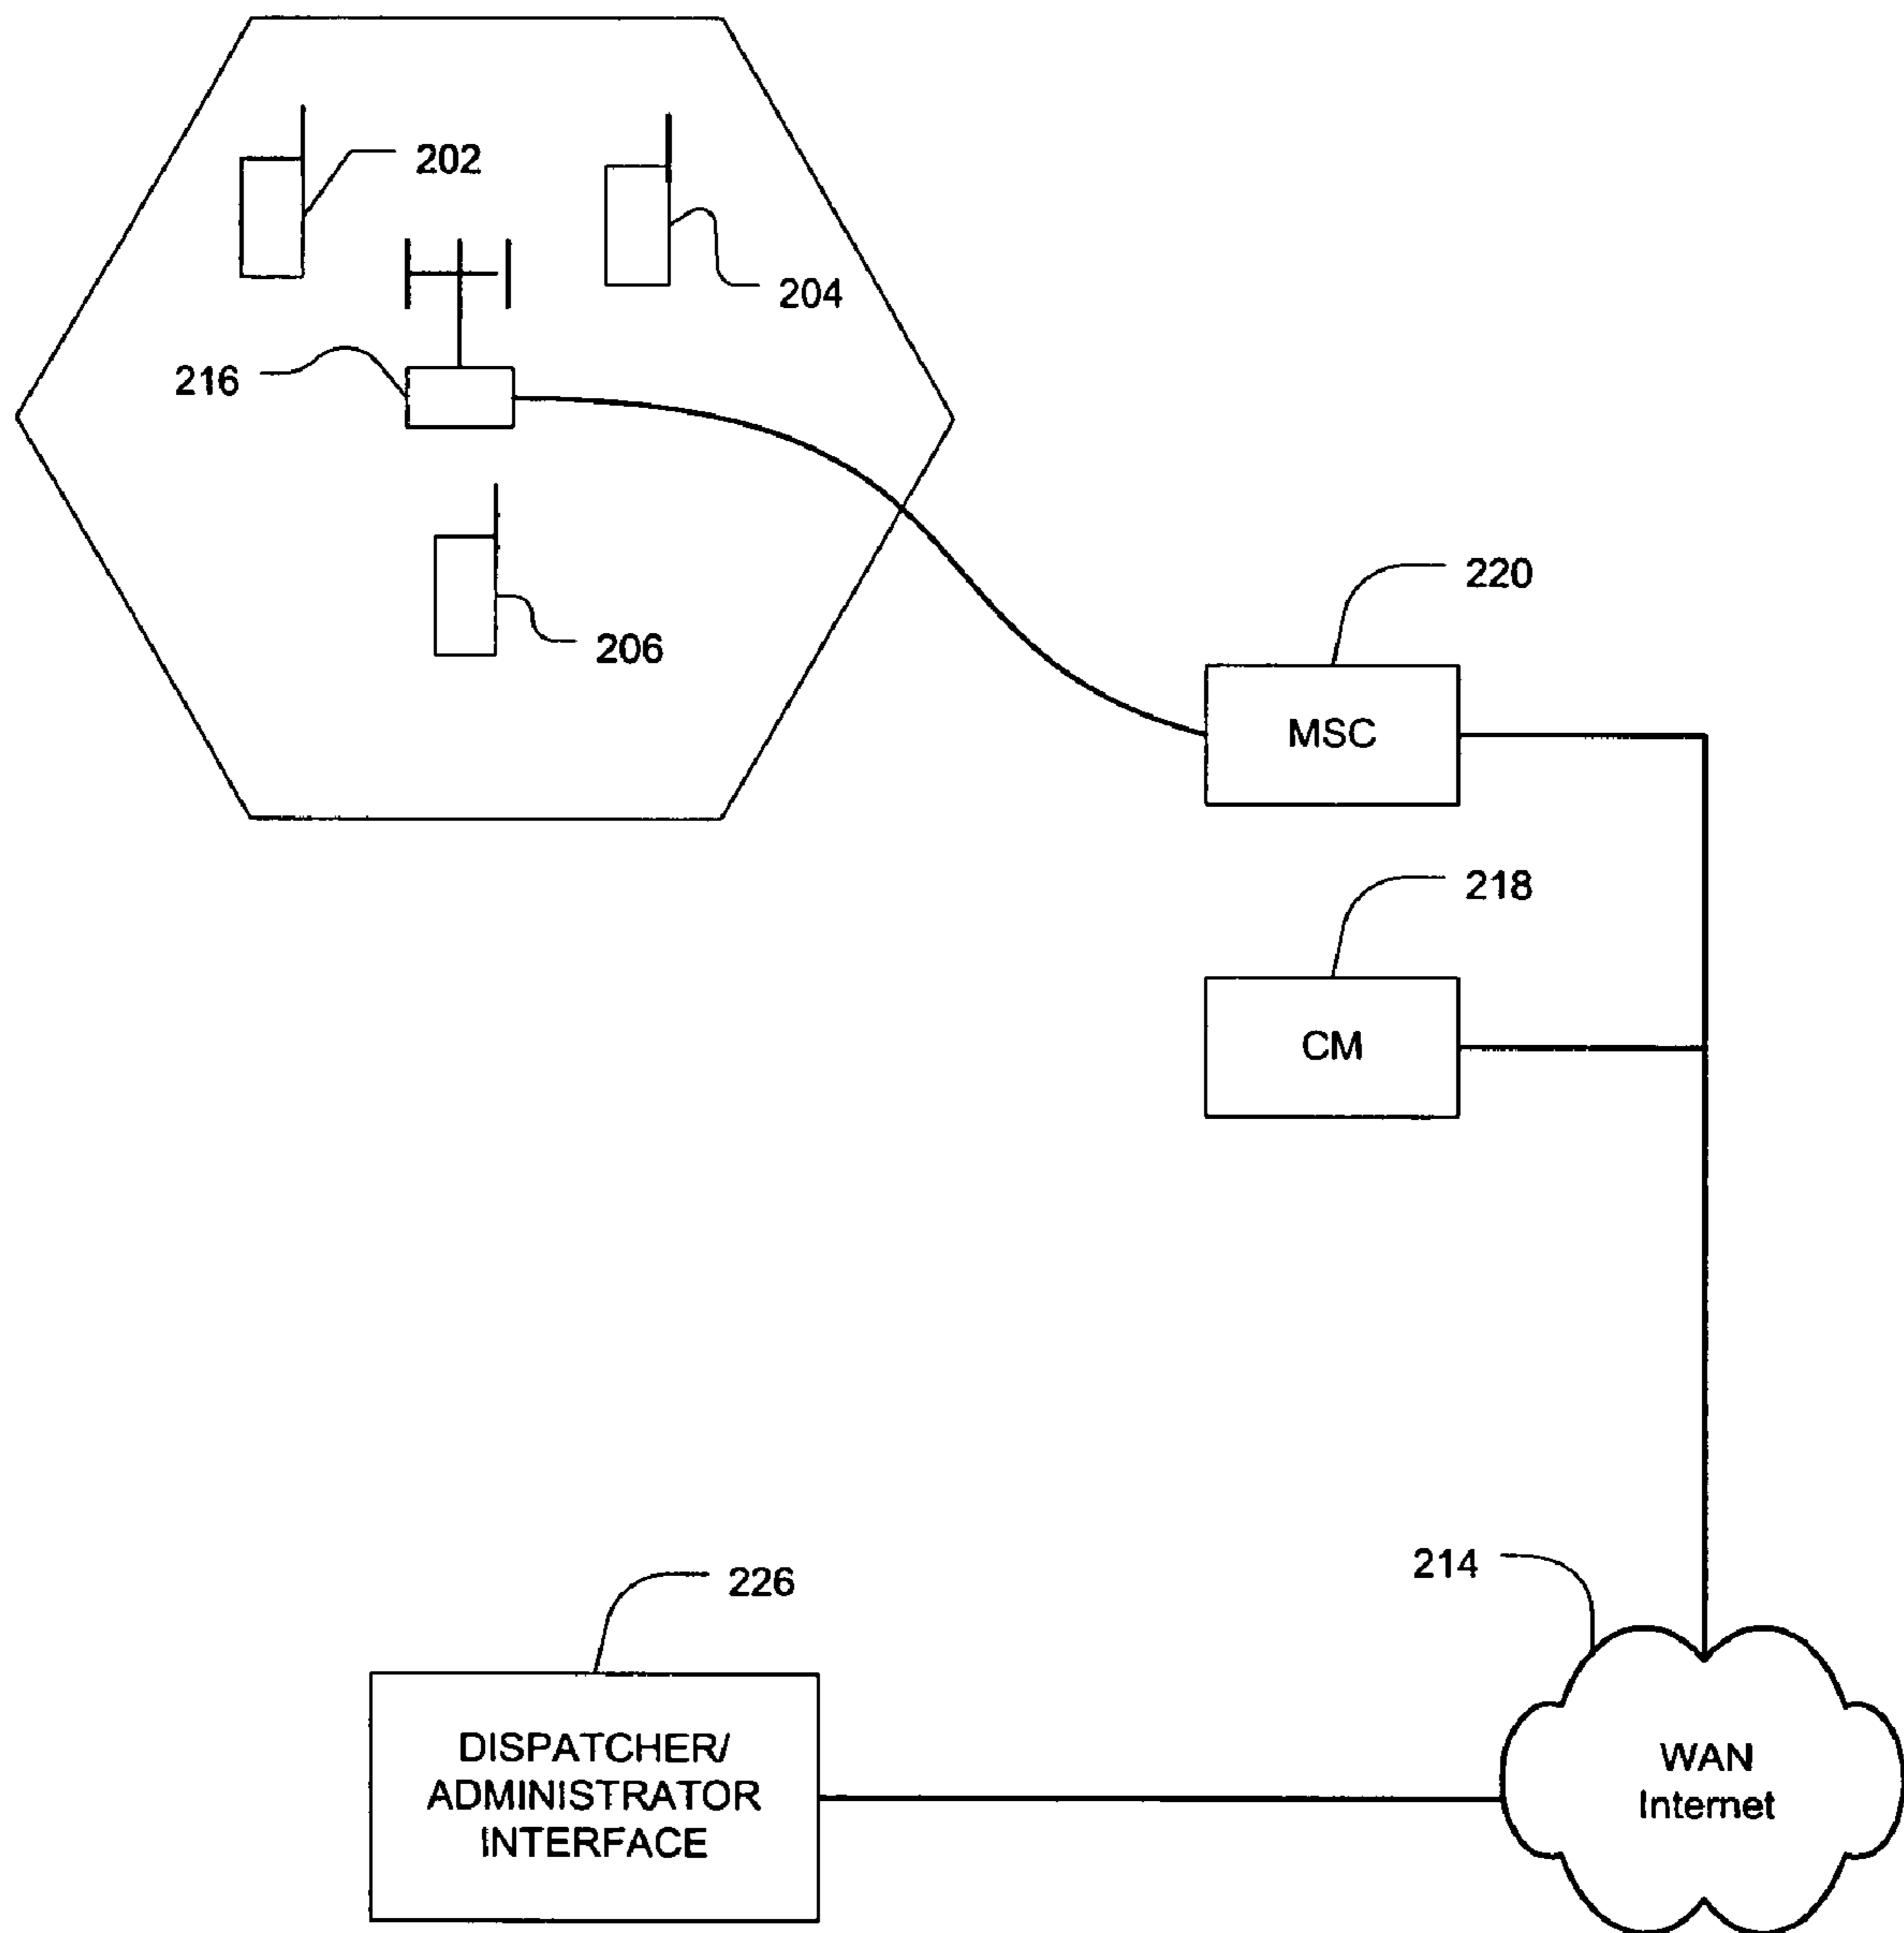 202
204
216
206
220
MSC
218
CM
214
226
DISPATCHER/
ADMINISTRATOR
INTERFACE
WAN
Internet